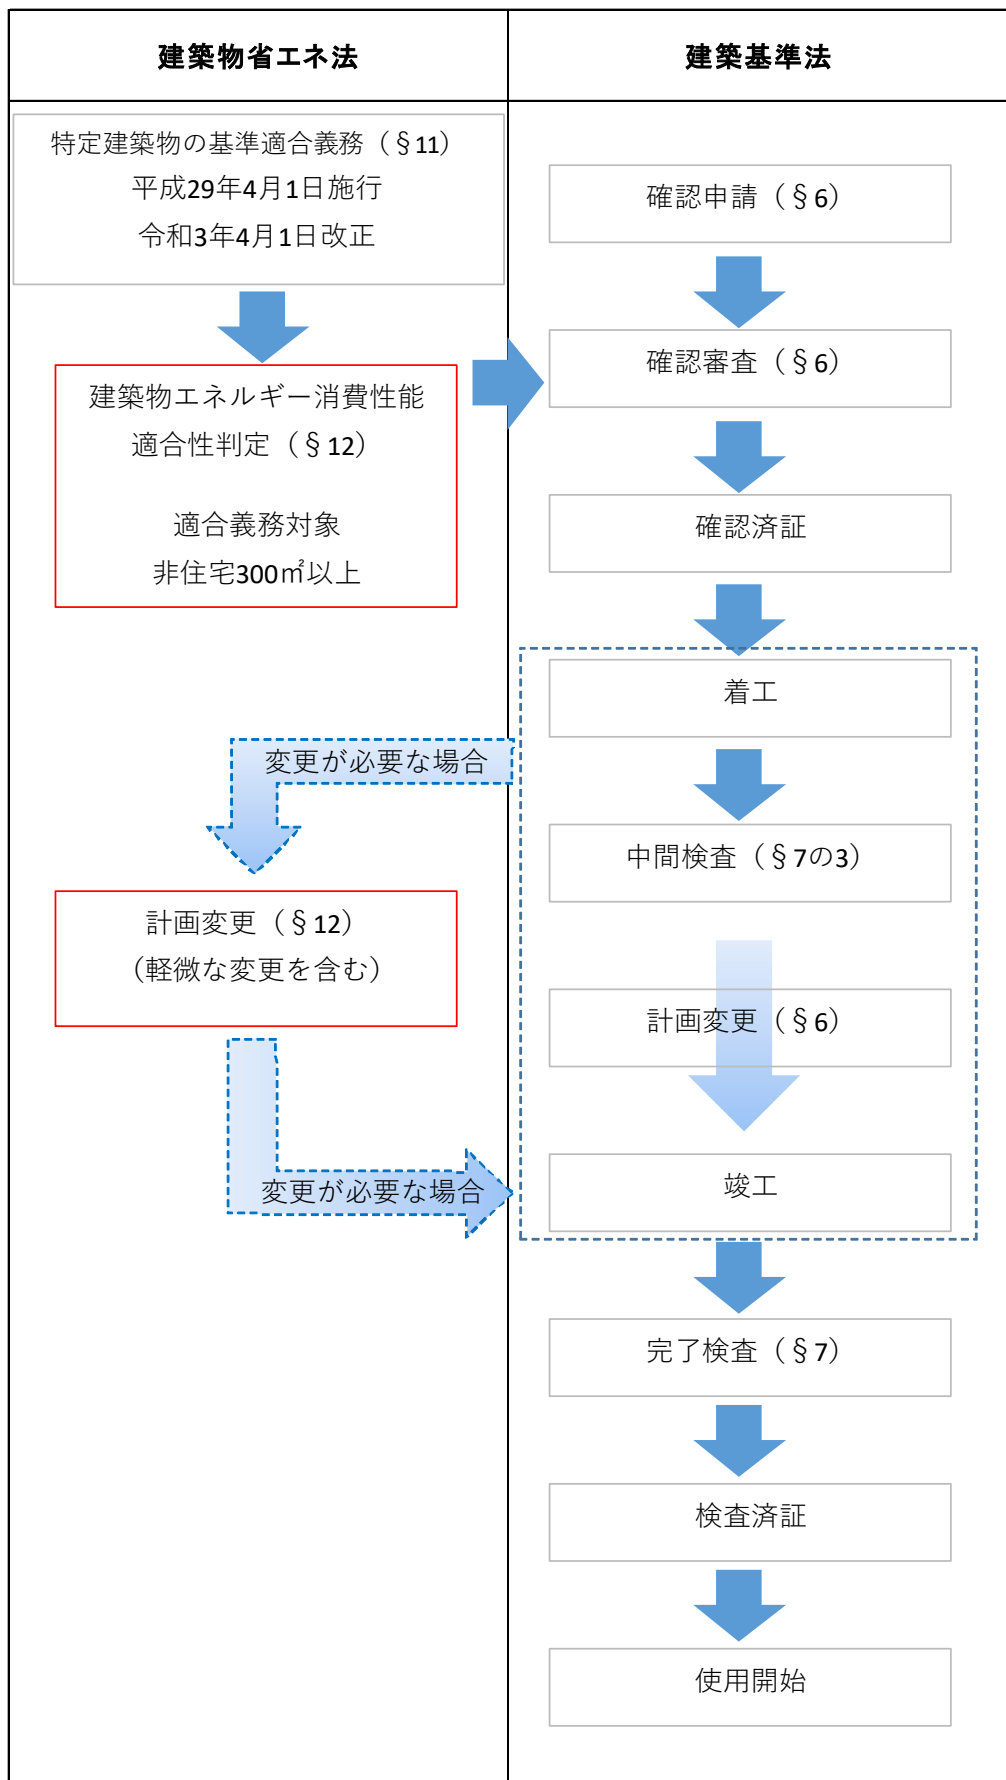 建築物省エネ法
建築基準法
特定建築物の基準適合義務（§11）
平成29年4月1日施行
令和3年4月1日改正
建築物エネルギー消費性能
適合性判定（§12）
適合義務対象
非住宅300㎡以上
確認申請（§6）
確認審査（§6）
確認済証
着工
変更が必要な場合
中間検査（§7の3）
計画変更（§12）
（軽微な変更を含む）
計画変更（§6）
変更が必要な場合
竣工
完了検査（§7）
検査済証
使用開始